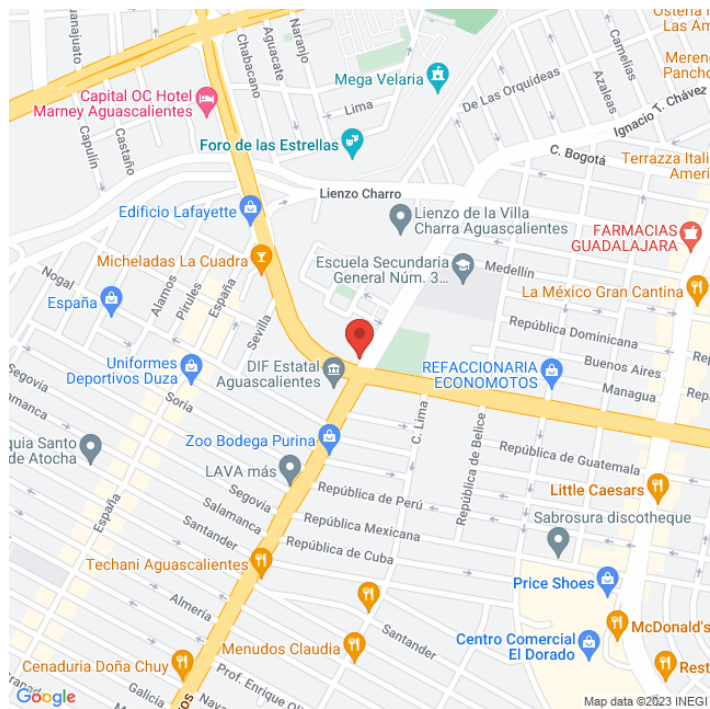 Osteria
Las Am
Guanajuato
Aguacate
Naranjo
Chabacano
Mega Velaria
Camelias
Merend
Pancho
Capital OC Hotel
Marney Aguascalientes
Lima
De Las Orquideas
Azaleas
Ignacio T. Chávez
Capulín
Castaño
Foro de las Estrellas
C. Bogotá
Terrazza Itali
Ameri
Lienzo Charro
Edificio Lafayette
Lienzo de la Villa
Charra Aguascalientes
FARMACIAS
GUADALAJARA
Micheladas La Cuadra
Escuela Secundaria
General Núm. 3...
Medellín
Nogal
Alamos
Pirules
España
La México Gran Cantina
España
Sevilla
República Dominicana
Uniformes
Deportivos Duza
DIF Estatal
Aguascalientes
REFACCIONARIA
ECONOMOTOS
Buenos Aires
Managua
Segovia
Soria
Salamanca
C. Lima
quia Santo
de Atocha
Zoo Bodega Purina
República de Belice
República de Guatemala
LAVA más
Little Caesars
República de Perú
España
Segovia
Salamanca
República Mexicana
Sabrosura discotheque
Santander
República de Cuba
Techani Aguascalientes
Price Shoes
Almería
McDonald's
Menudos Claudia
Santander
Centro Comercial
El Dorado
Cenaduria Doña Chuy
Rest
Prof. Enrique Ol
Galicia
Nava
Google
Map data ©2023 INEGI